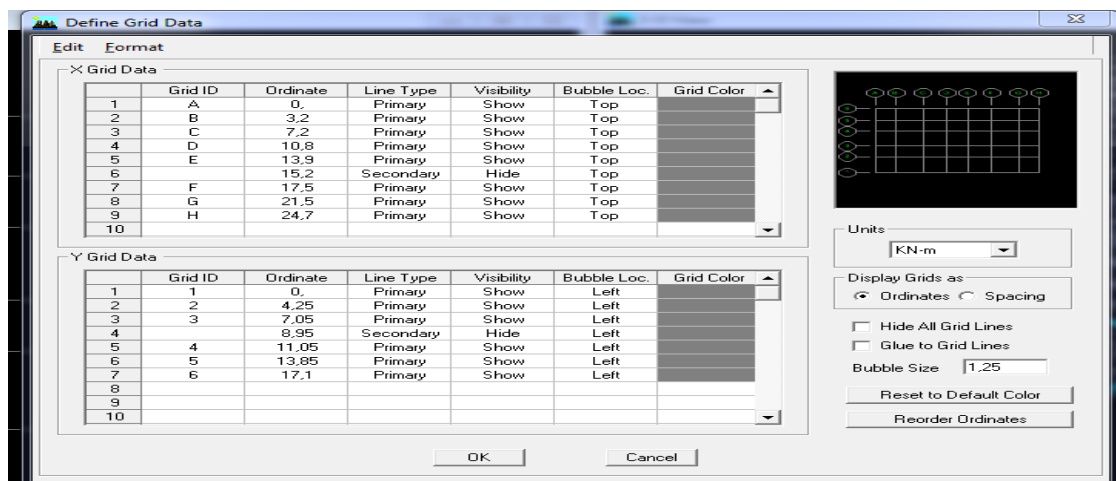 Define Grid Data
Edit Format
X Grid Data
Grid ID Ordinate Line Type Visibility Bubble Loc. Grid Color
1 A 0, Primary Show Top
2 B 3,2 Primary Show Top
3 C 7,2 Primary Show Top
4 D 10,8 Primary Show Top
5 E 13,9 Primary Show Top
6 15,2 Secondary Hide Top
7 F 17,5 Primary Show Top
8 G 21,5 Primary Show Top
9 H 24,7 Primary Show Top
10
Y Grid Data
Grid ID Ordinate Line Type Visibility Bubble Loc. Grid Color
1 1 0, Primary Show Left
2 2 4,25 Primary Show Left
3 3 7,05 Primary Show Left
4 8,95 Secondary Hide Left
5 4 11,05 Primary Show Left
6 5 13,85 Primary Show Left
7 6 17,1 Primary Show Left
8
9
10
Units
KN-m
Display Grids as
Ordinates Spacing
Hide All Grid Lines
Glue to Grid Lines
Bubble Size 1,25
Reset to Default Color
Reorder Ordinates
OK Cancel